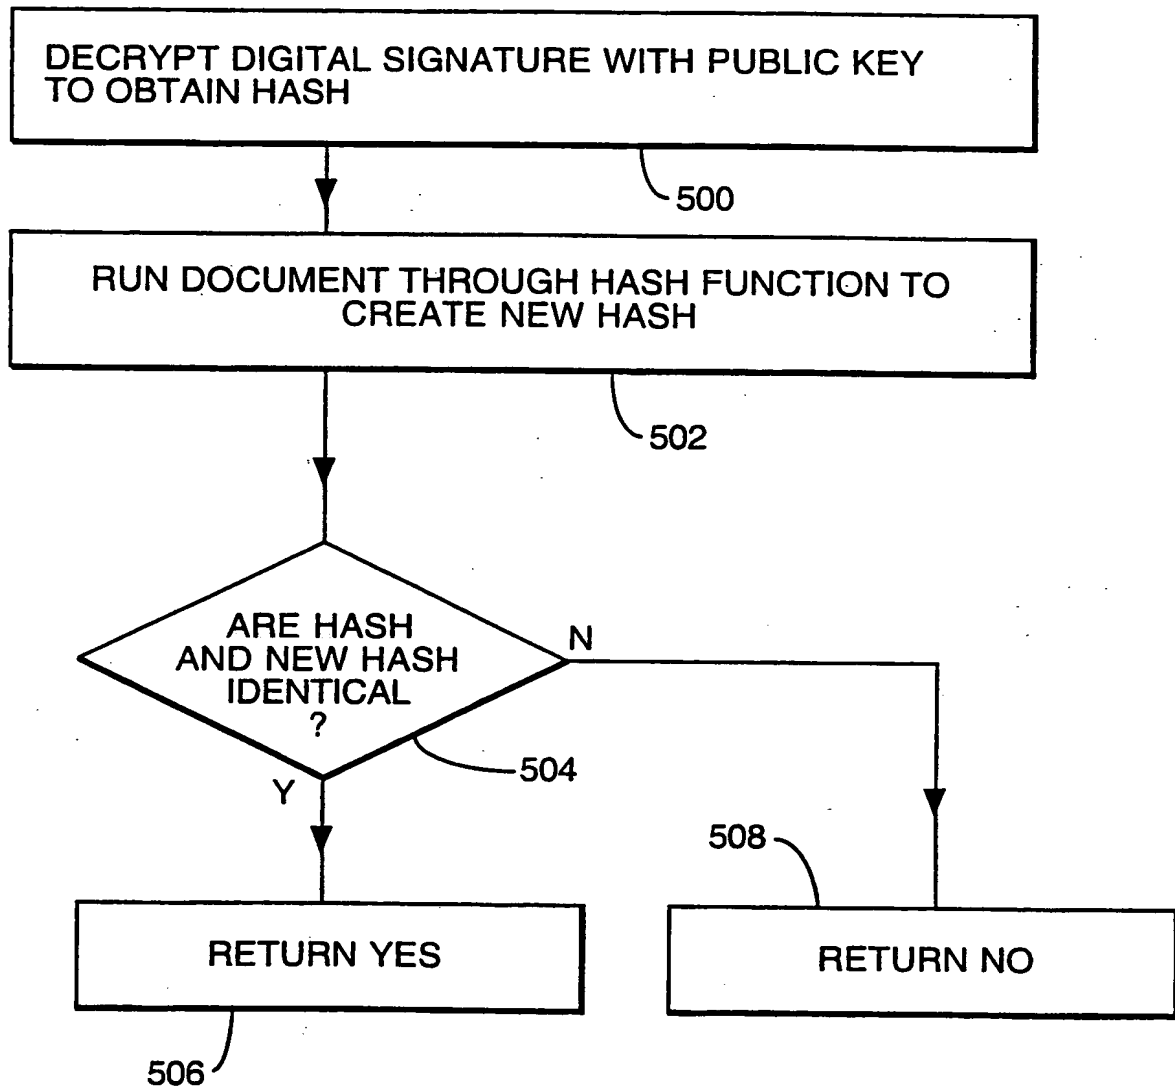 DECRYPT DIGITAL SIGNATURE WITH PUBLIC KEY
TO OBTAIN HASH
500
RUN DOCUMENT THROUGH HASH FUNCTION TO
CREATE NEW HASH
502
ARE HASH
AND NEW HASH
IDENTICAL
?
N
504
Y
508
RETURN YES
RETURN NO
506